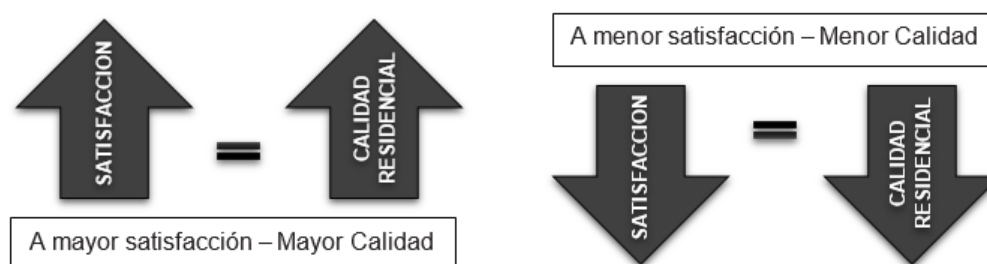 SATISFACCION
=
CALIDAD
RESIDENCIAL
A mayor satisfacción – Mayor Calidad
A menor satisfacción – Menor Calidad
SATISFACCION
=
CALIDAD
RESIDENCIAL